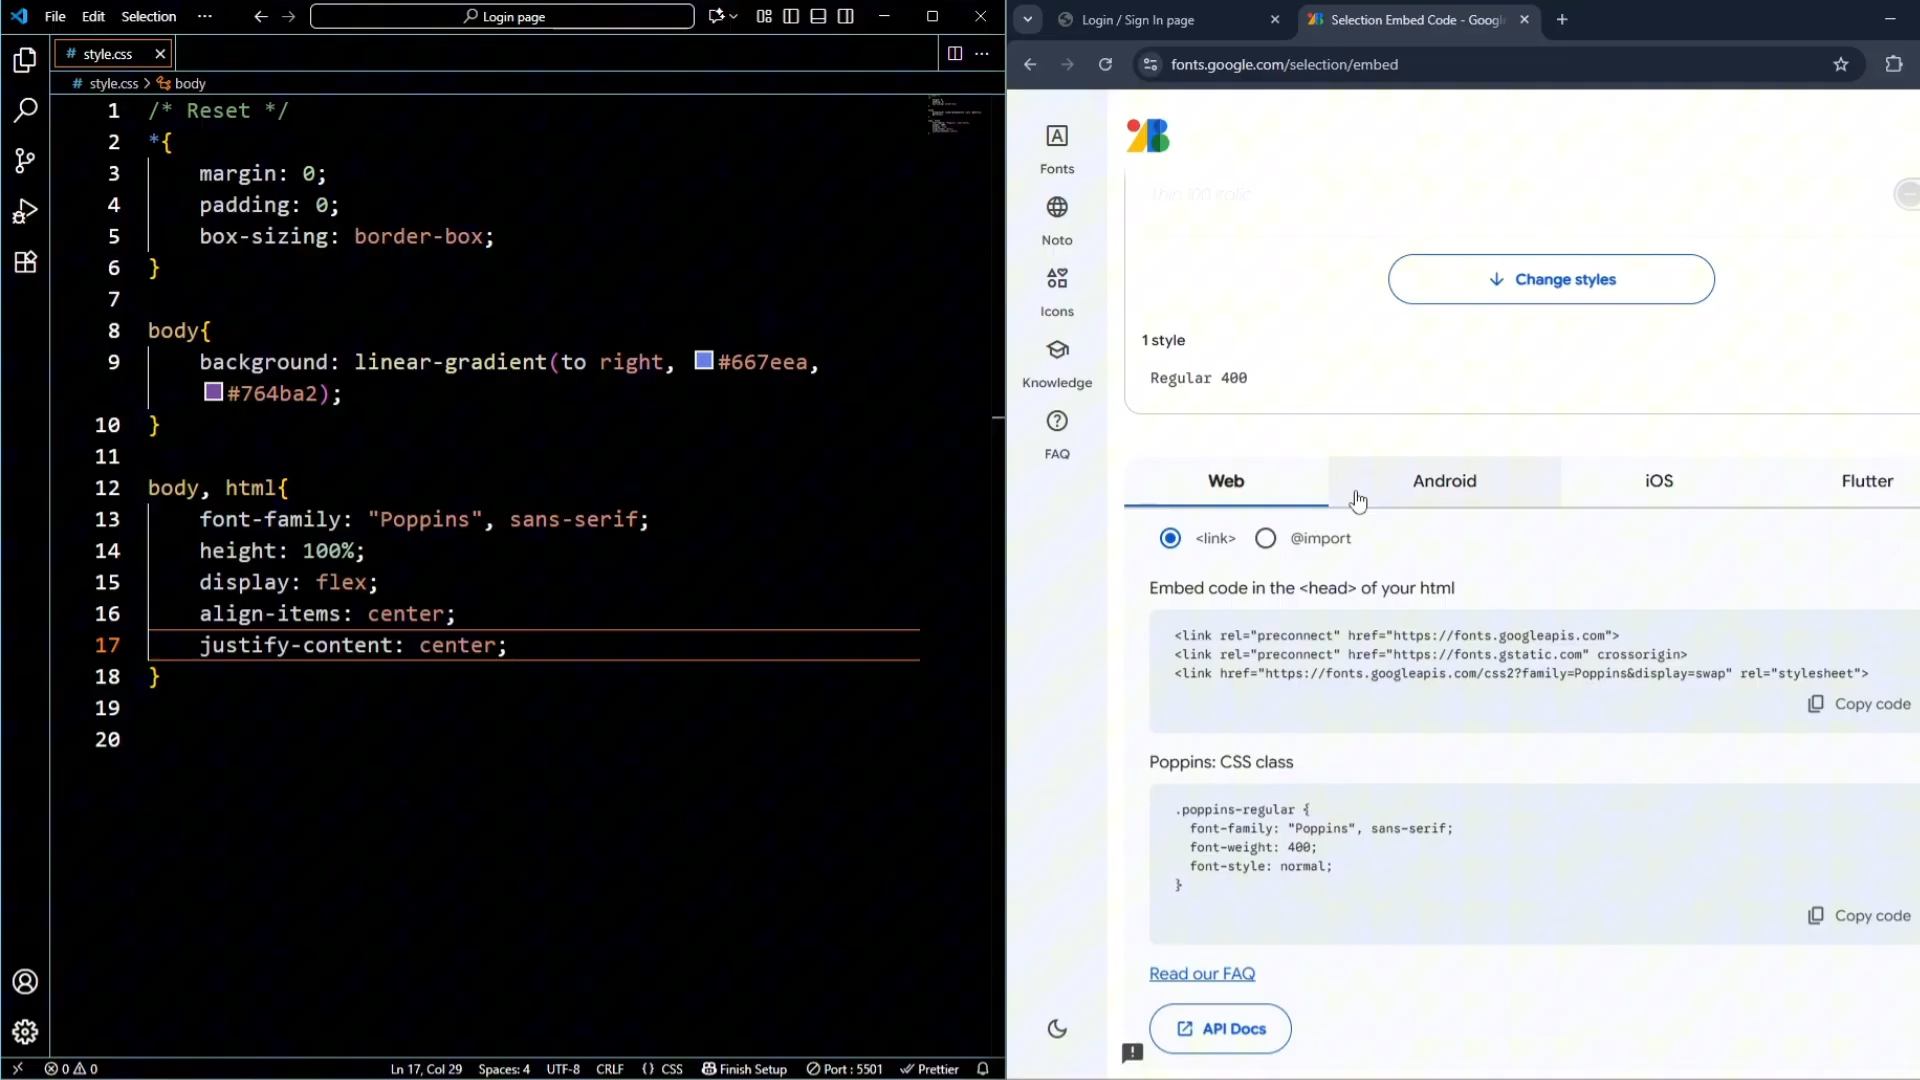 File Edit Selection ··· Login page
style.css
style.css > body
1 /* Reset */
2 *{
3 margin: 0;
4 padding: 0;
5 box-sizing: border-box;
6 }
7
8 body{
9 background: linear-gradient(to right, #667eea,
#764ba2);
10 }
11
12 body, html{
13 font-family: "Poppins", sans-serif;
14 height: 100%;
15 display: flex;
16 align-items: center;
17 justify-content: center;
18 }
19
20
0 0 Ln 17, Col 29 Spaces: 4 UTF-8 CRLF {} CSS Finish Setup Port : 5501 Prettier
Login / Sign In page
Selection Embed Code - Googl
fonts.google.com/selection/embed
Fonts
Noto
Icons
Knowledge
FAQ
Thin 100 italic
Change styles
1 style
Regular 400
Web Android iOS Flutter
<link> @import
Embed code in the <head> of your html
<link rel="preconnect" href="https://fonts.googleapis.com">
<link rel="preconnect" href="https://fonts.gstatic.com" crossorigin>
<link href="https://fonts.googleapis.com/css2?family=Poppins&display=swap" rel="stylesheet">
Copy code
Poppins: CSS class
.poppins-regular {
font-family: "Poppins", sans-serif;
font-weight: 400;
font-style: normal;
}
Copy code
Read our FAQ
API Docs